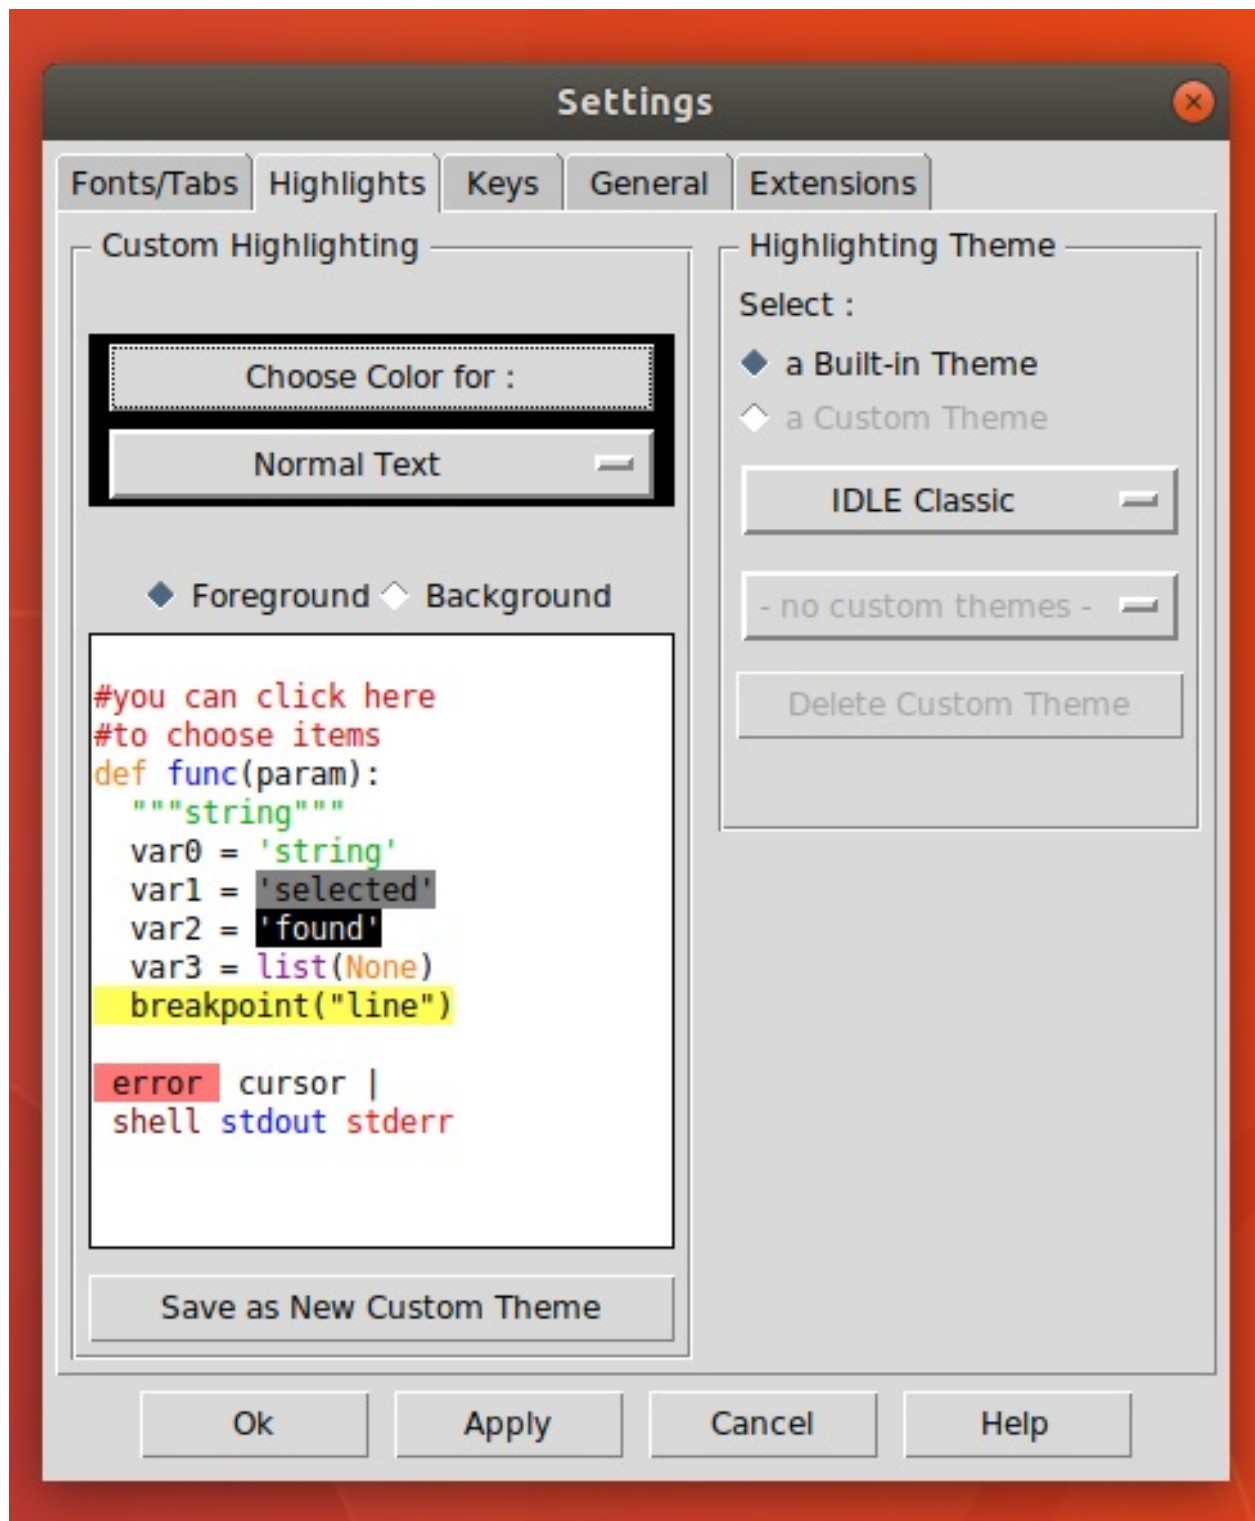 Settings
Fonts/Tabs Highlights Keys General Extensions
Custom Highlighting
Choose Color for :
Normal Text
Foreground Background
#you can click here
#to choose items
def func(param):
  """string"""
  var0 = 'string'
  var1 = 'selected'
  var2 = 'found'
  var3 = list(None)
  breakpoint("line")
 error  cursor |
 shell stdout stderr
Save as New Custom Theme
Highlighting Theme
Select :
a Built-in Theme
a Custom Theme
IDLE Classic
- no custom themes -
Delete Custom Theme
Ok Apply Cancel Help